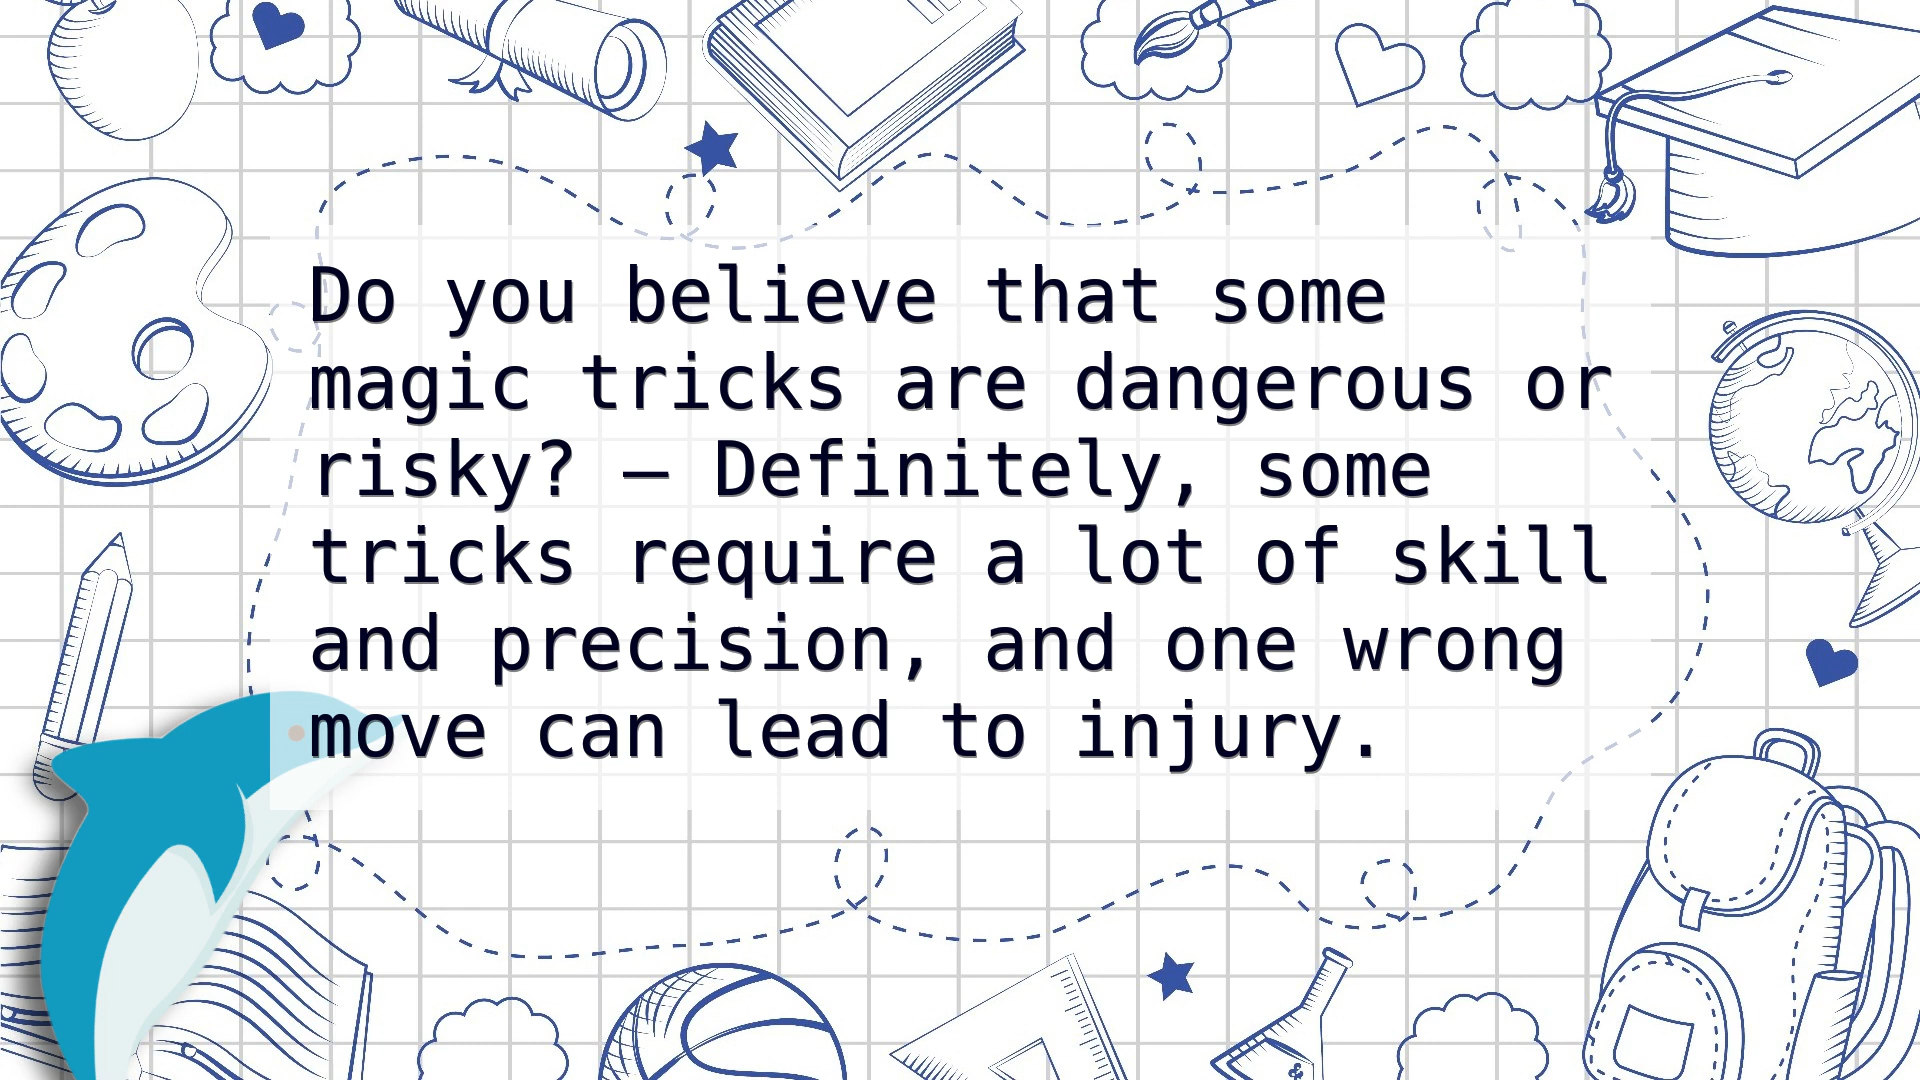 Do you believe that some
magic tricks are dangerous or
risky? – Definitely, some
tricks require a lot of skill
and precision, and one wrong
move can lead to injury.